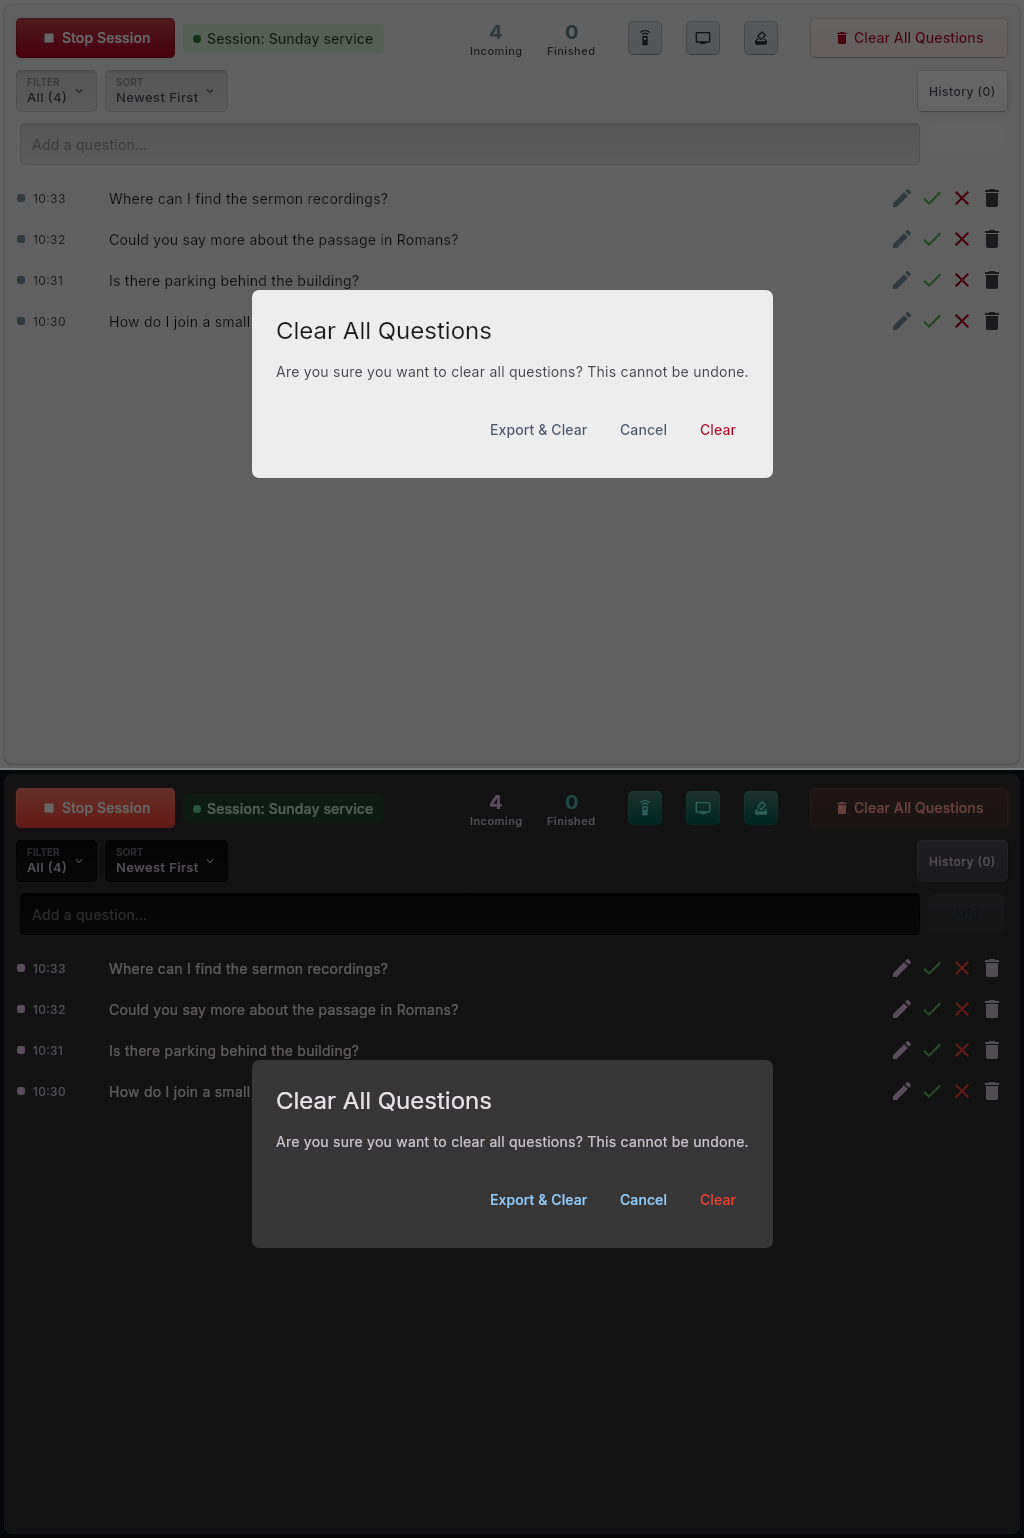 Stop Session
Session: Sunday service
4
Incoming
0
Finished
Clear All Questions
FILTER
All (4)
SORT
Newest First
History (0)
Add a question...
10:33 Where can I find the sermon recordings?
10:32 Could you say more about the passage in Romans?
10:31 Is there parking behind the building?
10:30 How do I join a small
Clear All Questions
Are you sure you want to clear all questions? This cannot be undone.
Export & Clear Cancel Clear
Stop Session
Session: Sunday service
4
Incoming
0
Finished
Clear All Questions
FILTER
All (4)
SORT
Newest First
History (0)
Add a question...
Add
10:33 Where can I find the sermon recordings?
10:32 Could you say more about the passage in Romans?
10:31 Is there parking behind the building?
10:30 How do I join a small
Clear All Questions
Are you sure you want to clear all questions? This cannot be undone.
Export & Clear Cancel Clear